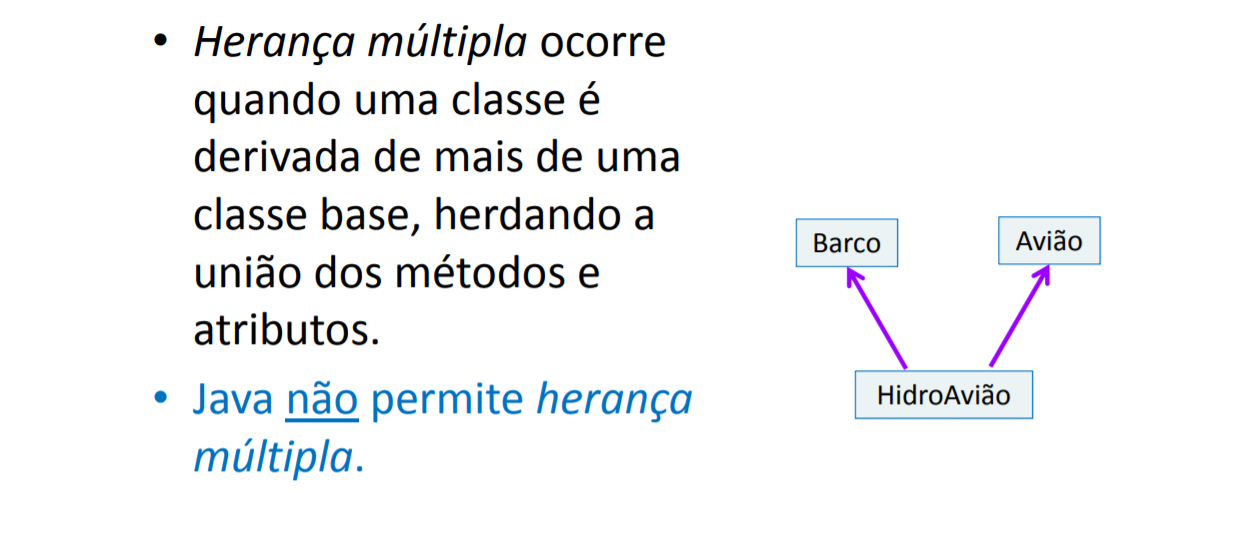 • Herança múltipla ocorre
quando uma classe é
derivada de mais de uma
classe base, herdando a
união dos métodos e
atributos.
• Java não permite herança
múltipla.
Barco
Avião
HidroAvião